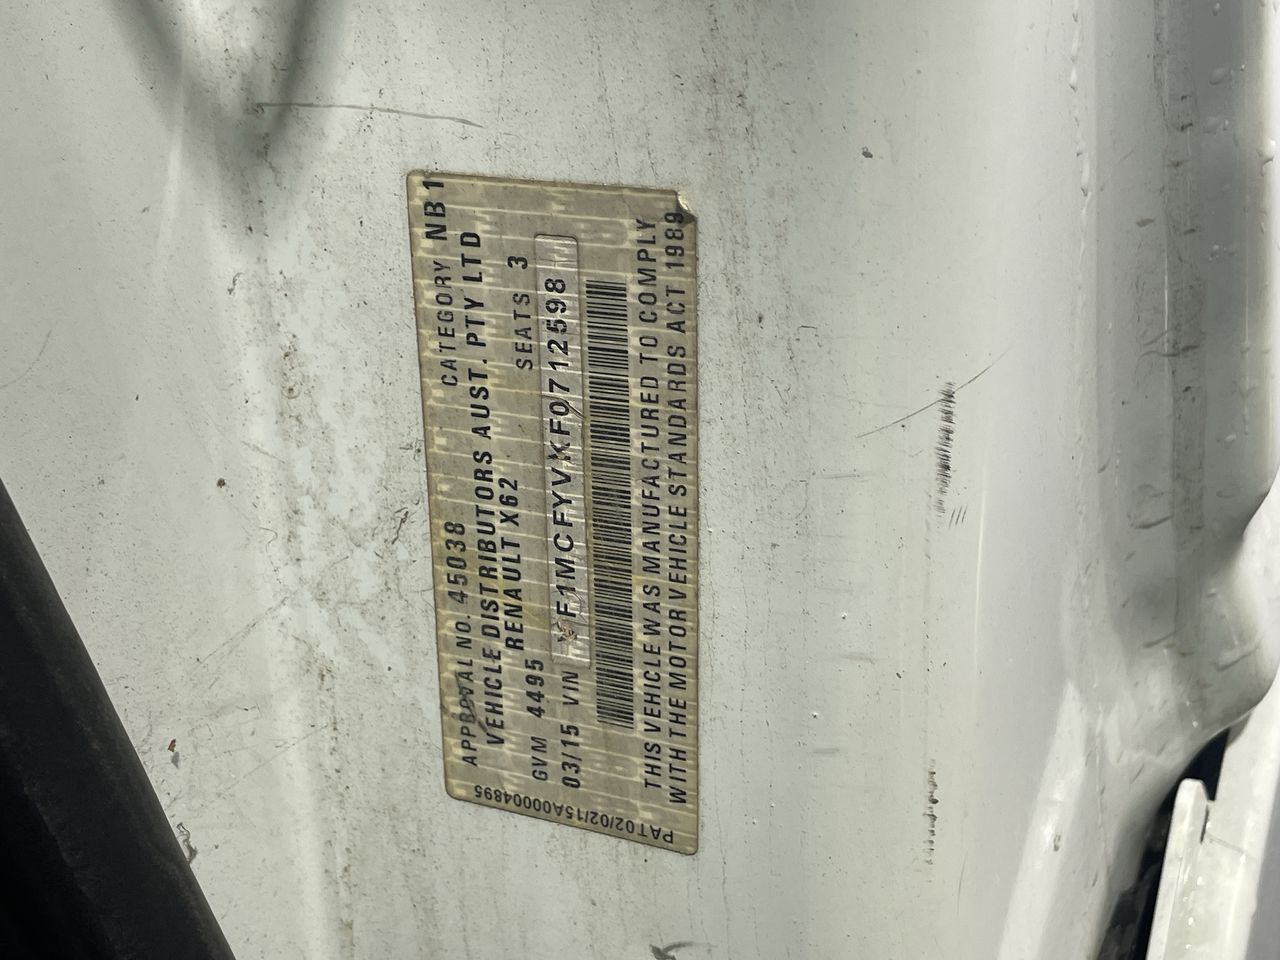 APPROVAL NO. 45038 CATEGORY NB1
VEHICLE DISTRIBUTORS AUST. PTY LTD
RENAULT X62
GVM 4495 SEATS 3
03/15 VIN VF1MCFYVKF0712598
THIS VEHICLE WAS MANUFACTURED TO COMPLY
WITH THE MOTOR VEHICLE STANDARDS ACT 1989
PAT02/02/15A00004895